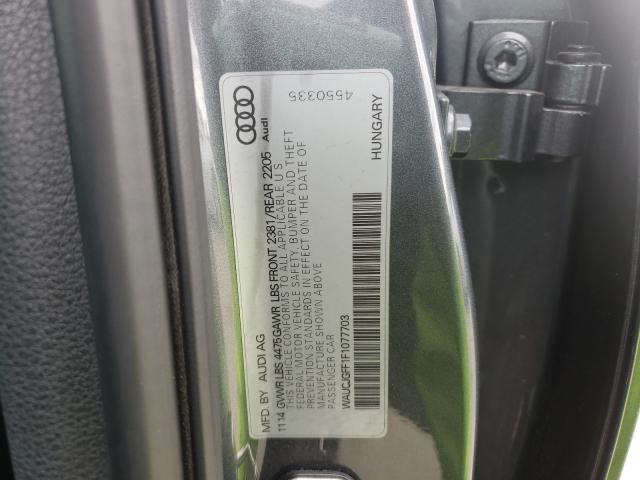 MFD. BY AUDI AG
Audi
11.14 GVWR LBS 4475 GAWR LBS FRONT 2381/REAR 2205
THIS VEHICLE CONFORMS TO ALL APPLICABLE U S
FEDERAL MOTOR VEHICLE SAFETY, BUMPER AND THEFT
PREVENTION STANDARDS IN EFFECT ON THE DATE OF
MANUFACTURE SHOWN ABOVE
PASSENGER CAR
WAUCJGFF1F1077703
HUNGARY
4550335